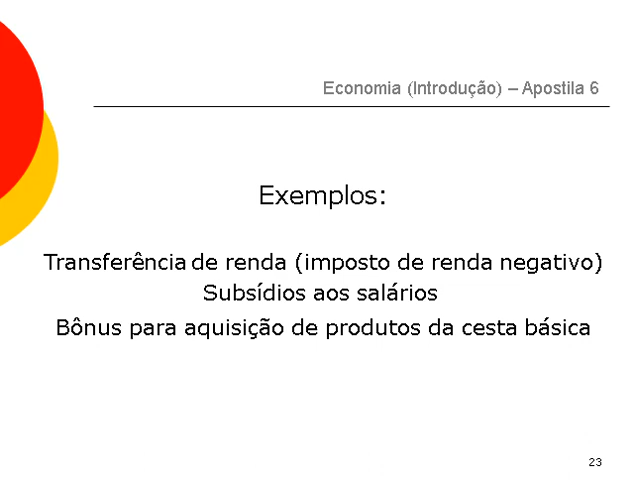 Economia (Introdução) – Apostila 6
Exemplos:
Transferência de renda (imposto de renda negativo)
Subsídios aos salários
Bônus para aquisição de produtos da cesta básica
23